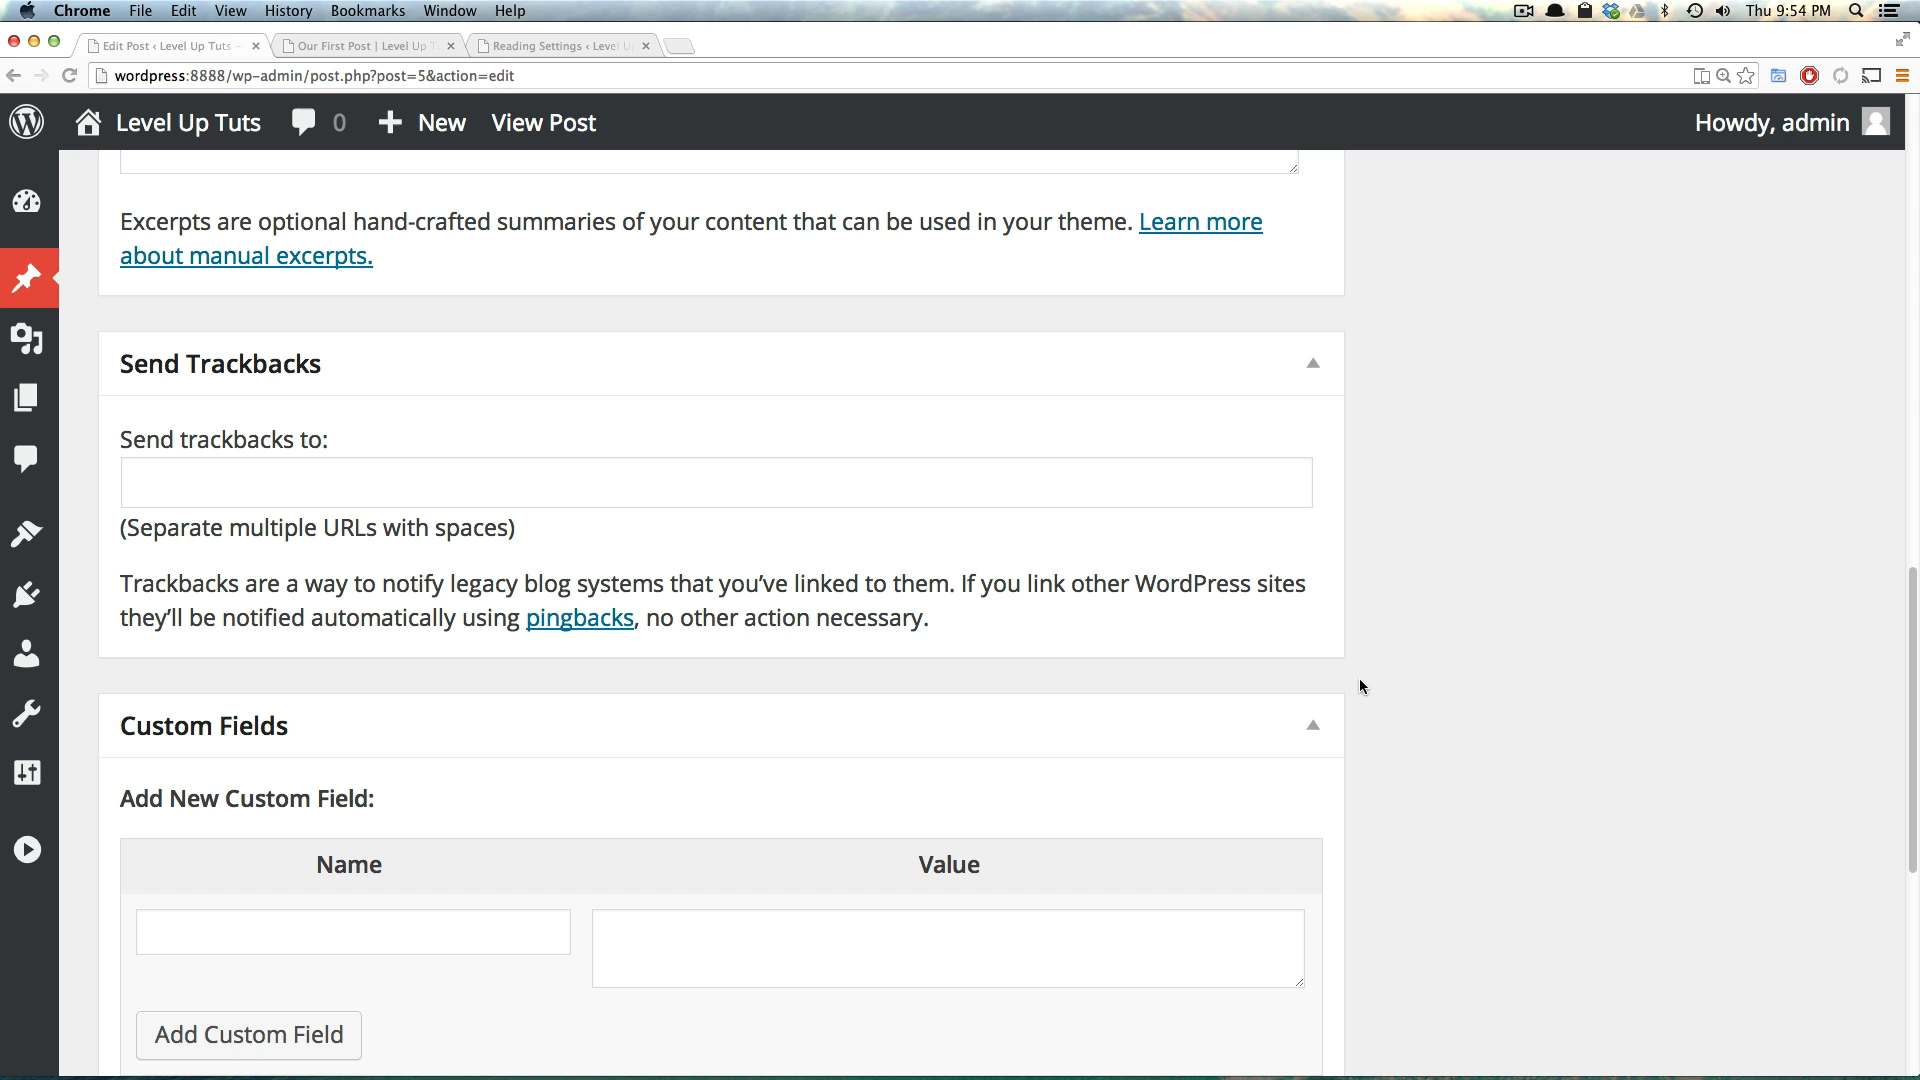 Chrome File Edit View History Bookmarks Window Help Thu 9:54 PM
Edit Post ‹ Level Up Tuts Our First Post | Level Up T Reading Settings ‹ Level U
wordpress:8888/wp-admin/post.php?post=5&action=edit
Level Up Tuts 0 New View Post Howdy, admin
Excerpts are optional hand-crafted summaries of your content that can be used in your theme. Learn more
about manual excerpts.
Send Trackbacks
Send trackbacks to:
(Separate multiple URLs with spaces)
Trackbacks are a way to notify legacy blog systems that you’ve linked to them. If you link other WordPress sites
they’ll be notified automatically using pingbacks, no other action necessary.
Custom Fields
Add New Custom Field:
Name Value
Add Custom Field